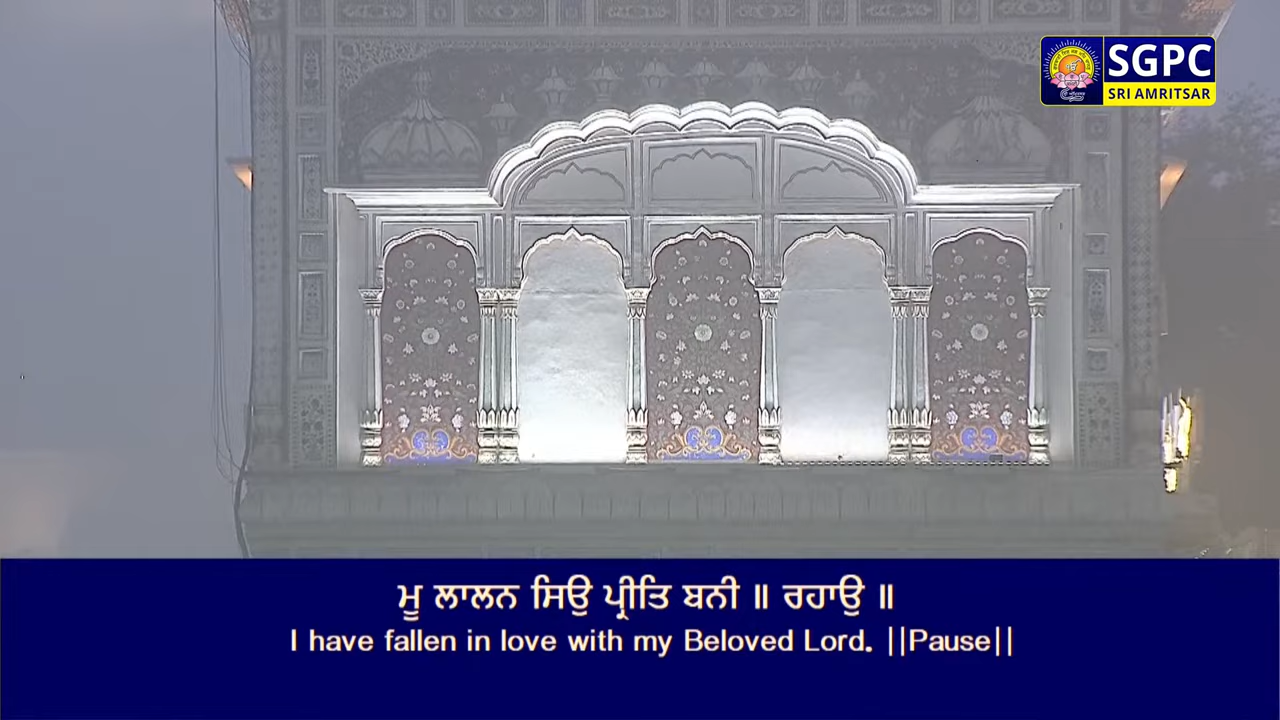 SGPC
SRI AMRITSAR
ਮੂ ਲਾਲਨ ਸਿਉ ਪ੍ਰੀਤਿ ਬਨੀ ॥ ਰਹਾਉ ॥
I have fallen in love with my Beloved Lord. ||Pause||